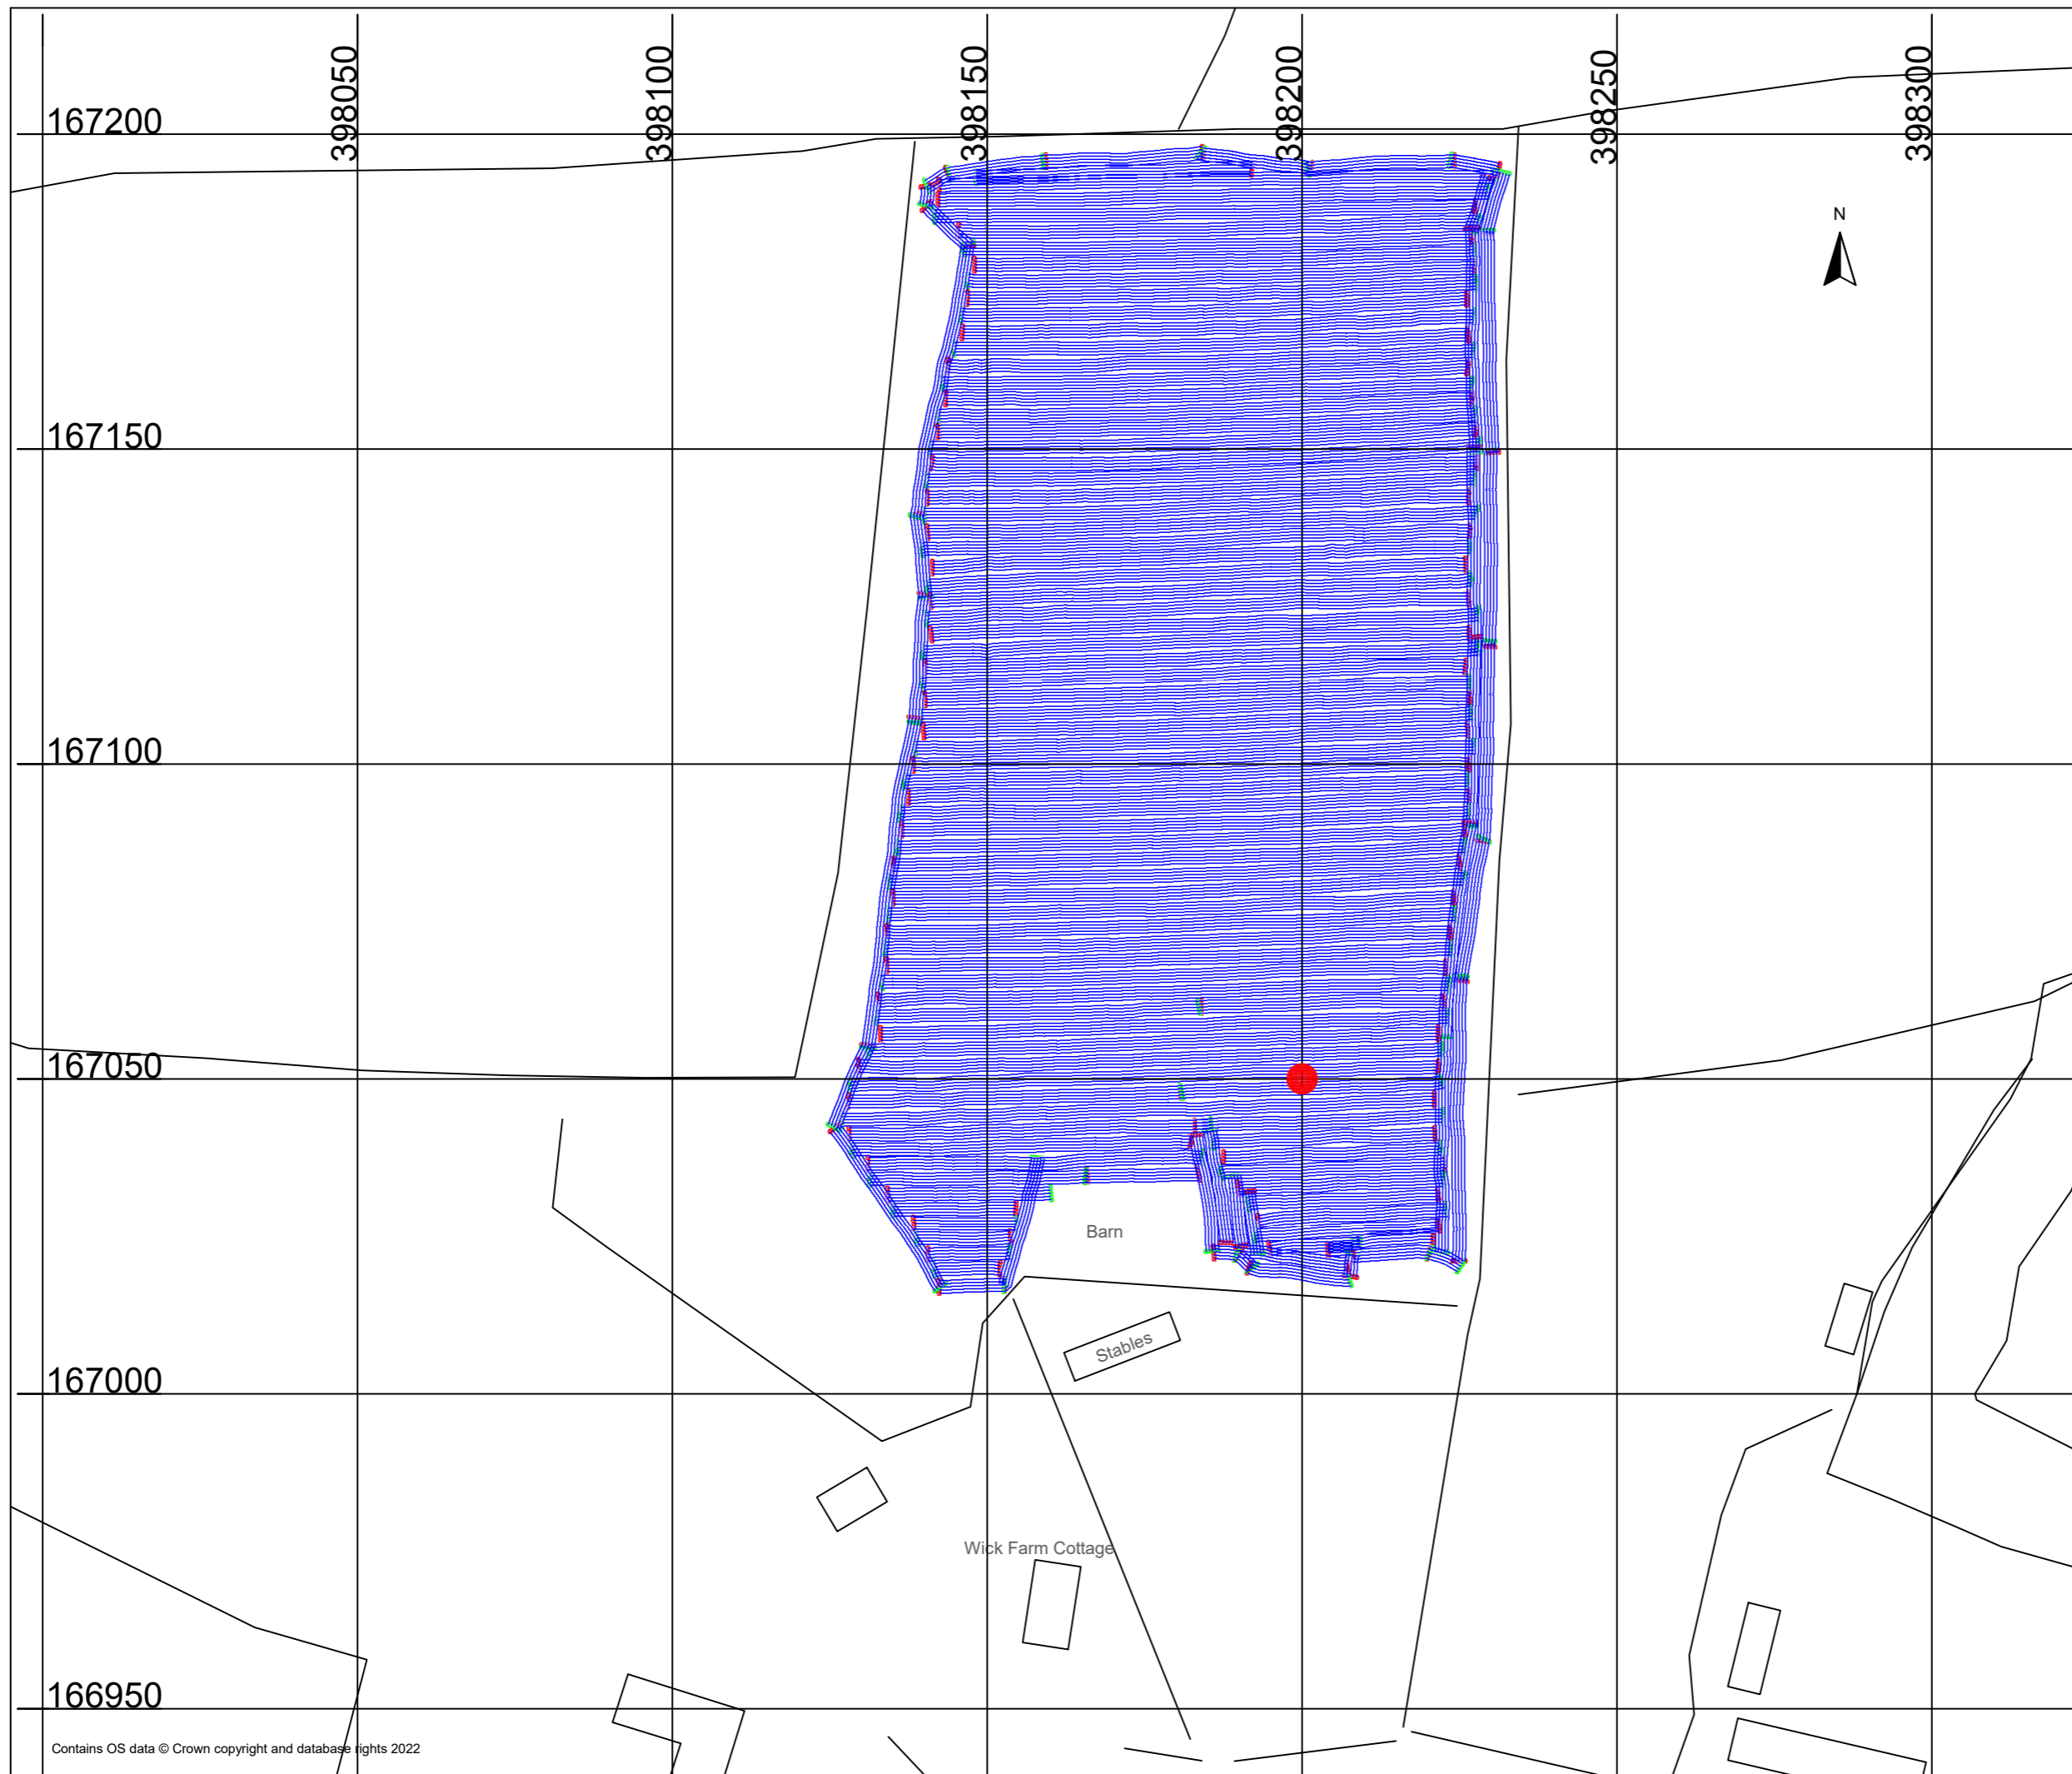 398050
398100
398150
398200
398250
398300
167200
N
167150
167100
167050
Barn
Stables
167000
Wick Farm Cottage
166950
Contains OS data © Crown copyright and database rights 2022